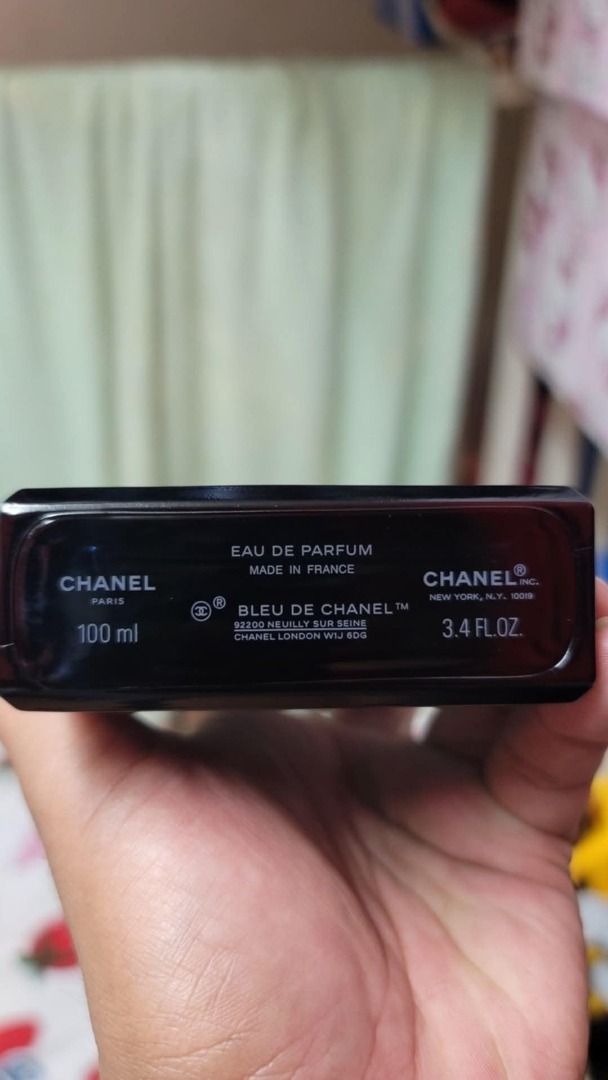 EAU DE PARFUM
MADE IN FRANCE
CHANEL
PARIS
100 ml
® BLEU DE CHANEL™
92200 NEUILLY SUR SEINE
CHANEL LONDON W1J 6DG
CHANEL® INC.
NEW YORK, N.Y. 10019
3.4 FL.OZ.